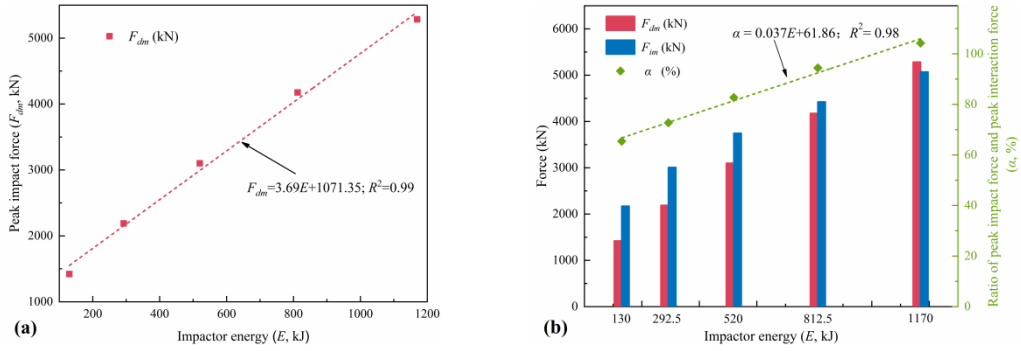 5000
4000
3000
2000
1000
200
400
600
800
1000
1200
Peak impact force (Fdm, kN)
Impactor energy (E, kJ)
Fdm (kN)
Fdm=3.69E+1071.35; R²=0.99
(a)
6000
5000
4000
3000
2000
1000
0
Force (kN)
Fdm (kN)
Fim (kN)
α (%)
α = 0.037E+61.86; R²= 0.98
130
292.5
520
812.5
1170
Impactor energy (E, kJ)
100
80
60
40
20
0
Ratio of peak impact force and peak interaction force
(α, %)
(b)